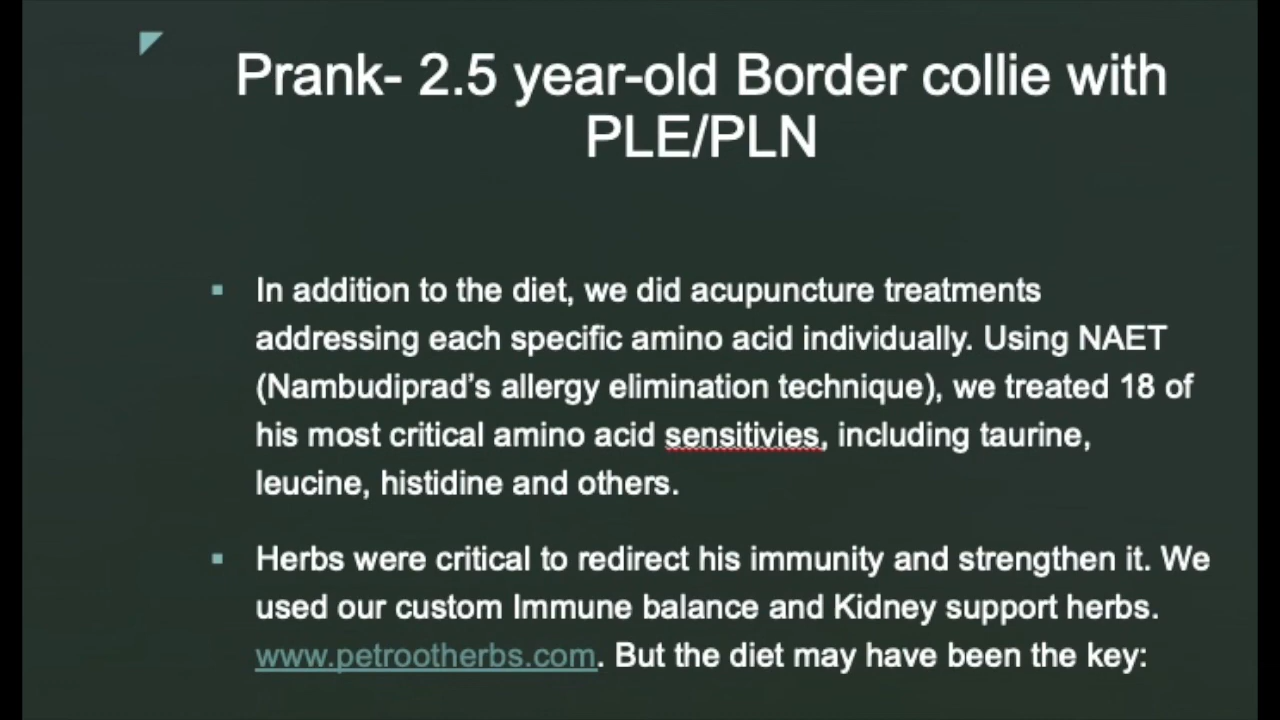 Prank- 2.5 year-old Border collie with
PLE/PLN
▪ In addition to the diet, we did acupuncture treatments
addressing each specific amino acid individually. Using NAET
(Nambudiprad’s allergy elimination technique), we treated 18 of
his most critical amino acid sensitivies, including taurine,
leucine, histidine and others.
▪ Herbs were critical to redirect his immunity and strengthen it. We
used our custom Immune balance and Kidney support herbs.
www.petrootherbs.com. But the diet may have been the key: